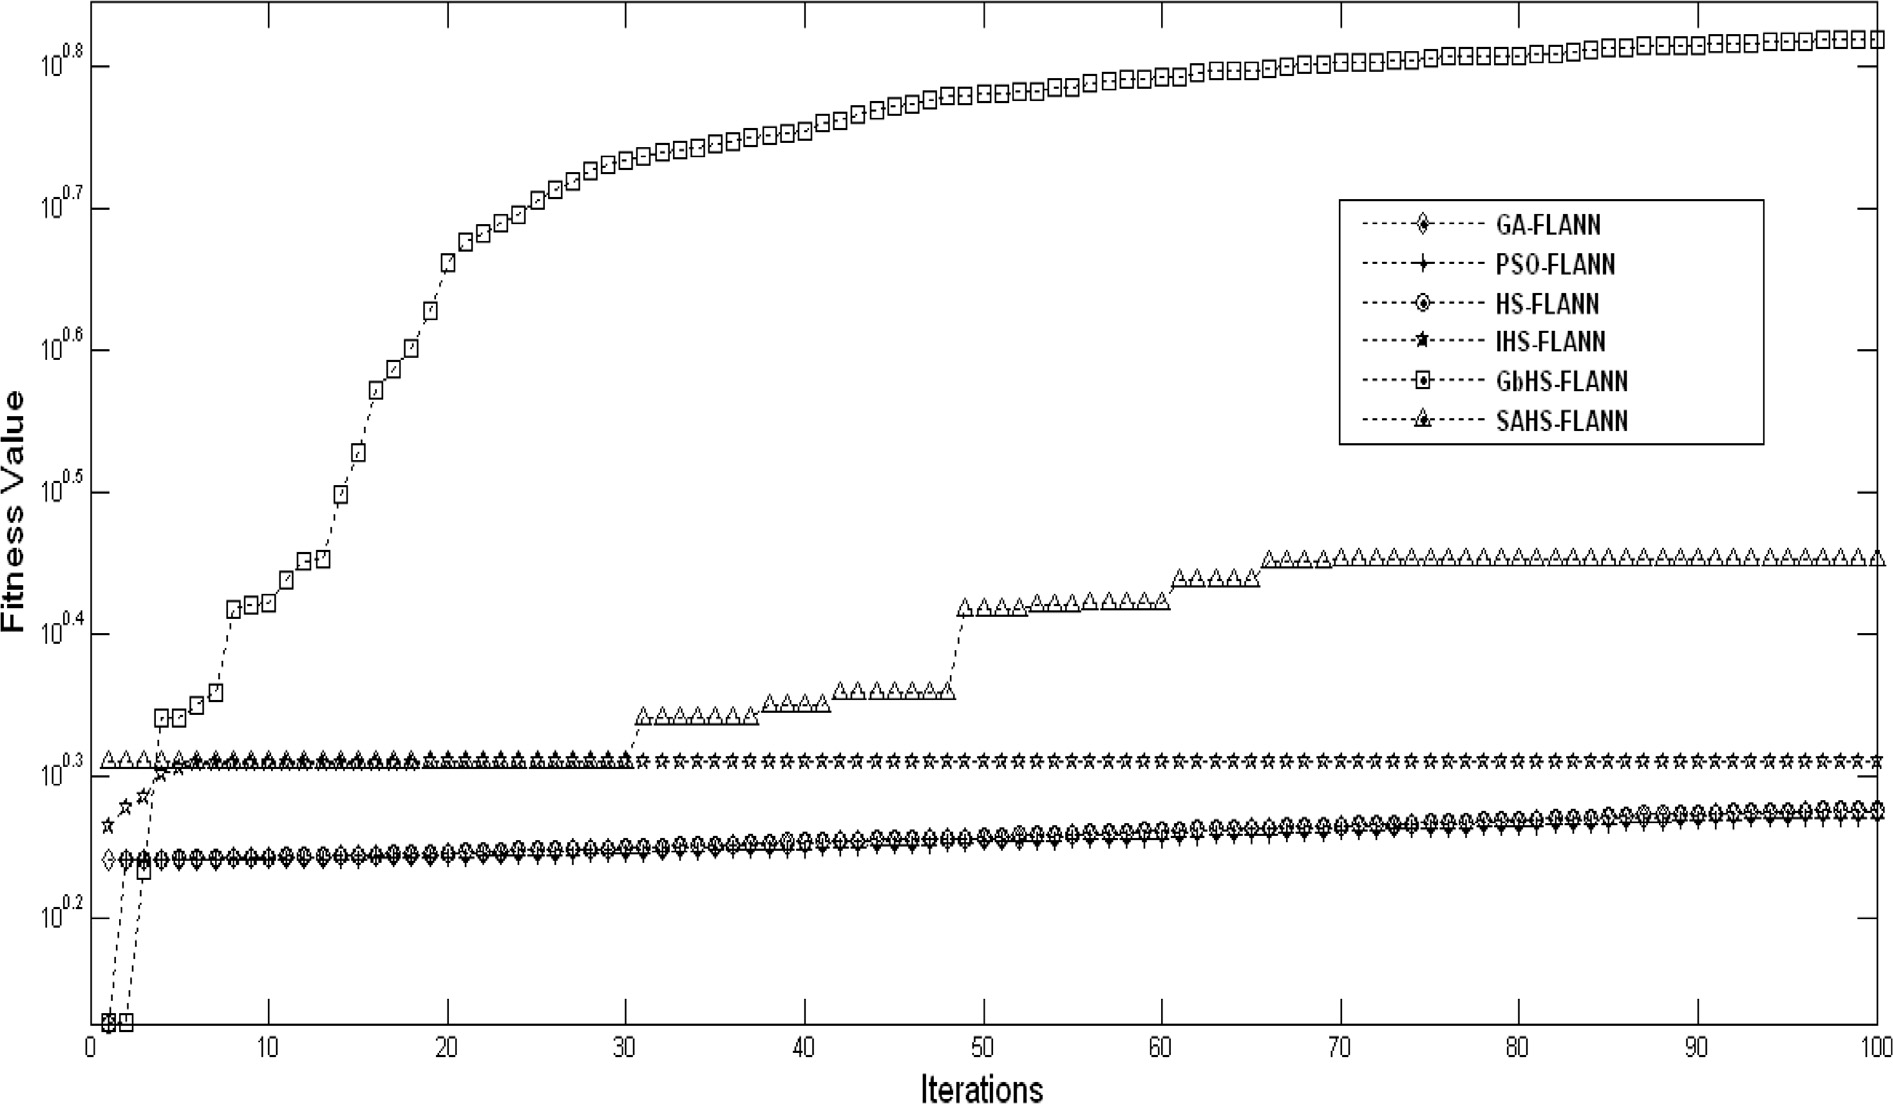 Fitness Value
10^0.8
10^0.7
10^0.6
10^0.5
10^0.4
10^0.3
10^0.2
GA-FLANN
PSO-FLANN
HS-FLANN
IHS-FLANN
GbHS-FLANN
SAHS-FLANN
0 10 20 30 40 50 60 70 80 90 100
Iterations